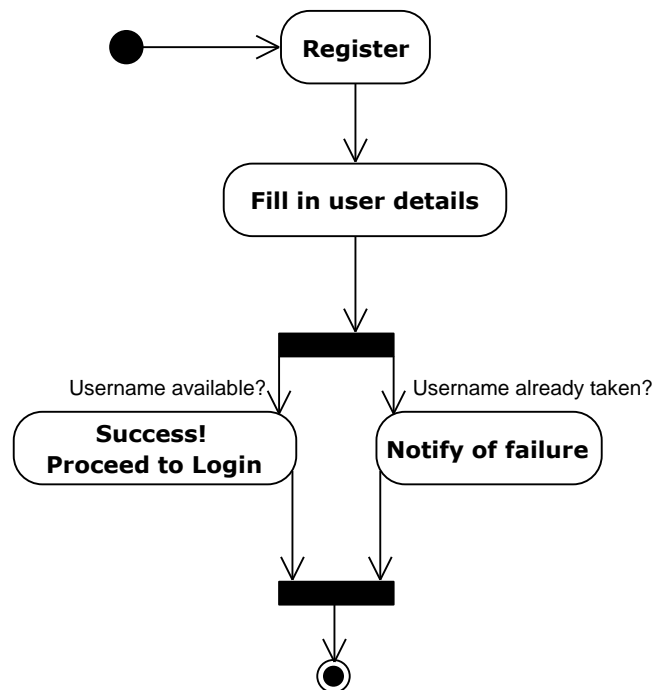 Register
Fill in user details
Username available?
Username already taken?
Success!
Proceed to Login
Notify of failure